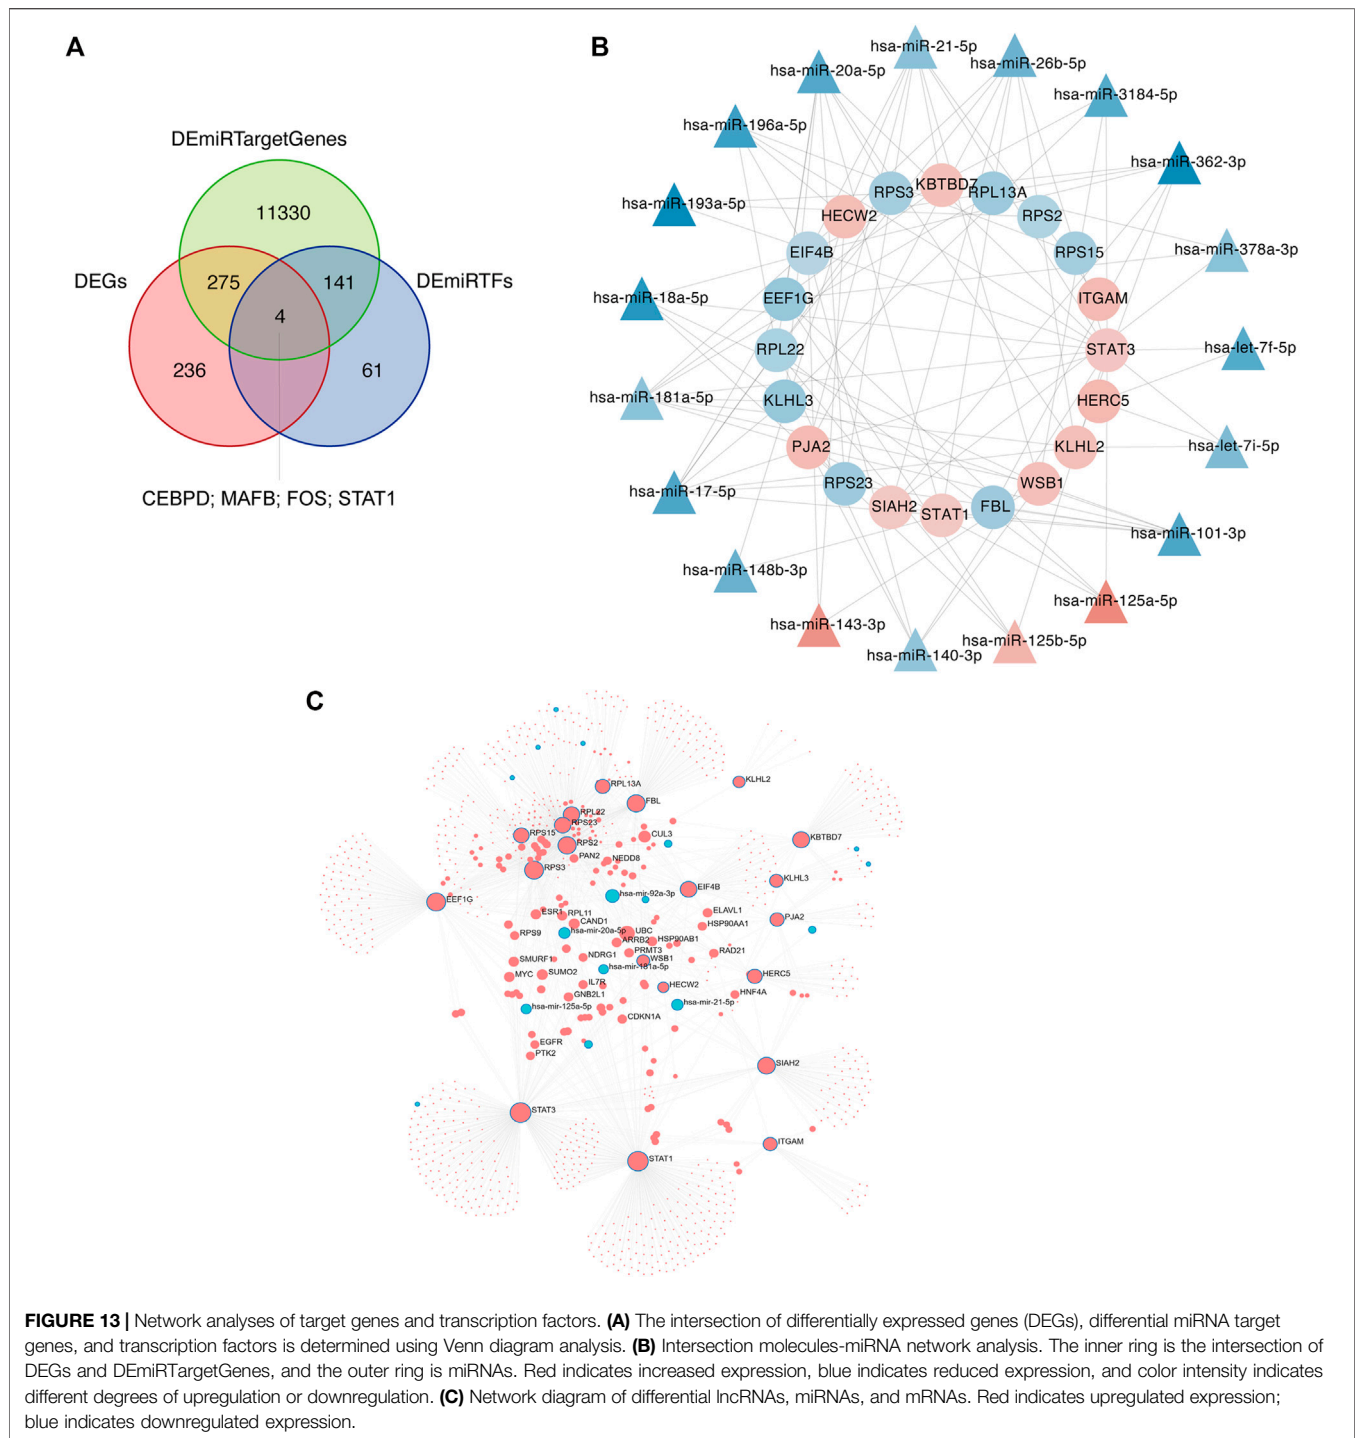 A
DEmiRTargetGenes
11330
DEGs
275
141
DEmiRTFs
4
236
61
CEBPD; MAFB; FOS; STAT1
B
hsa-miR-21-5p
hsa-miR-26b-5p
hsa-miR-20a-5p
hsa-miR-3184-5p
hsa-miR-196a-5p
hsa-miR-362-3p
hsa-miR-193a-5p
hsa-miR-378a-3p
hsa-miR-18a-5p
hsa-let-7f-5p
hsa-miR-181a-5p
hsa-let-7i-5p
hsa-miR-17-5p
hsa-miR-101-3p
hsa-miR-148b-3p
hsa-miR-125a-5p
hsa-miR-143-3p
hsa-miR-125b-5p
hsa-miR-140-3p
KBTBD7
RPS3
RPL13A
HECW2
RPS2
EIF4B
RPS15
EEF1G
ITGAM
RPL22
STAT3
KLHL3
HERC5
PJA2
KLHL2
RPS23
WSB1
SIAH2
STAT1
FBL
C
RPL13A
KLHL2
FBL
RPL22
RPS23
RPS15
CUL3
KBTBD7
RPS2
PAN2
NEDD8
RPS3
KLHL3
EIF4B
hsa-mir-92a-3p
EEF1G
ESR1
RPL11
ELAVL1
PJA2
CAND1
HSP90AA1
RPS9
hsa-mir-20a-5p
UBC
ARRB2
HSP90AB1
PRMT3
RAD21
SMURF1
NDRG1
WSB1
hsa-mir-181a-5p
MYC
SUMO2
HERC5
IL7R
HECW2
GNB2L1
HNF4A
hsa-mir-125a-5p
hsa-mir-21-5p
CDKN1A
EGFR
PTK2
SIAH2
STAT3
ITGAM
STAT1
FIGURE 13 | Network analyses of target genes and transcription factors. (A) The intersection of differentially expressed genes (DEGs), differential miRNA target
genes, and transcription factors is determined using Venn diagram analysis. (B) Intersection molecules-miRNA network analysis. The inner ring is the intersection of
DEGs and DEmiRTargetGenes, and the outer ring is miRNAs. Red indicates increased expression, blue indicates reduced expression, and color intensity indicates
different degrees of upregulation or downregulation. (C) Network diagram of differential lncRNAs, miRNAs, and mRNAs. Red indicates upregulated expression;
blue indicates downregulated expression.